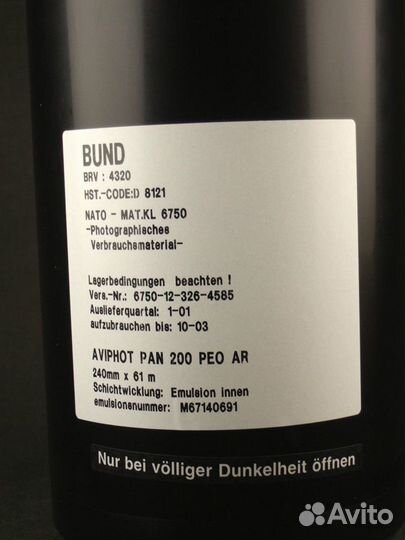 BUND
BRV : 4320
HST.-CODE:D 8121
NATO - MAT.KL 6750
-Photographisches
Verbrauchsmaterial-
Lagerbedingungen beachten !
Vers.-Nr.: 6750-12-326-4585
Auslieferquartal: 1-01
aufzubrauchen bis: 10-03
AVIPHOT PAN 200 PEO AR
240mm x 61 m
Schichtwicklung: Emulsion innen
emulsionsnummer: M67140691
Nur bei völliger Dunkelheit öffnen
Avito